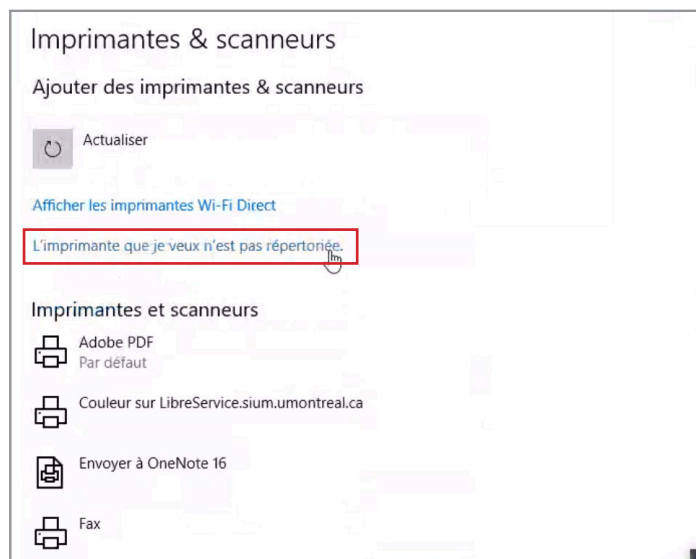 Imprimantes & scanneurs
Ajouter des imprimantes & scanneurs
Actualiser
Afficher les imprimantes Wi-Fi Direct
L'imprimante que je veux n'est pas répertoriée.
Imprimantes et scanneurs
Adobe PDF
Par défaut
Couleur sur LibreService.sium.umontreal.ca
Envoyer à OneNote 16
Fax